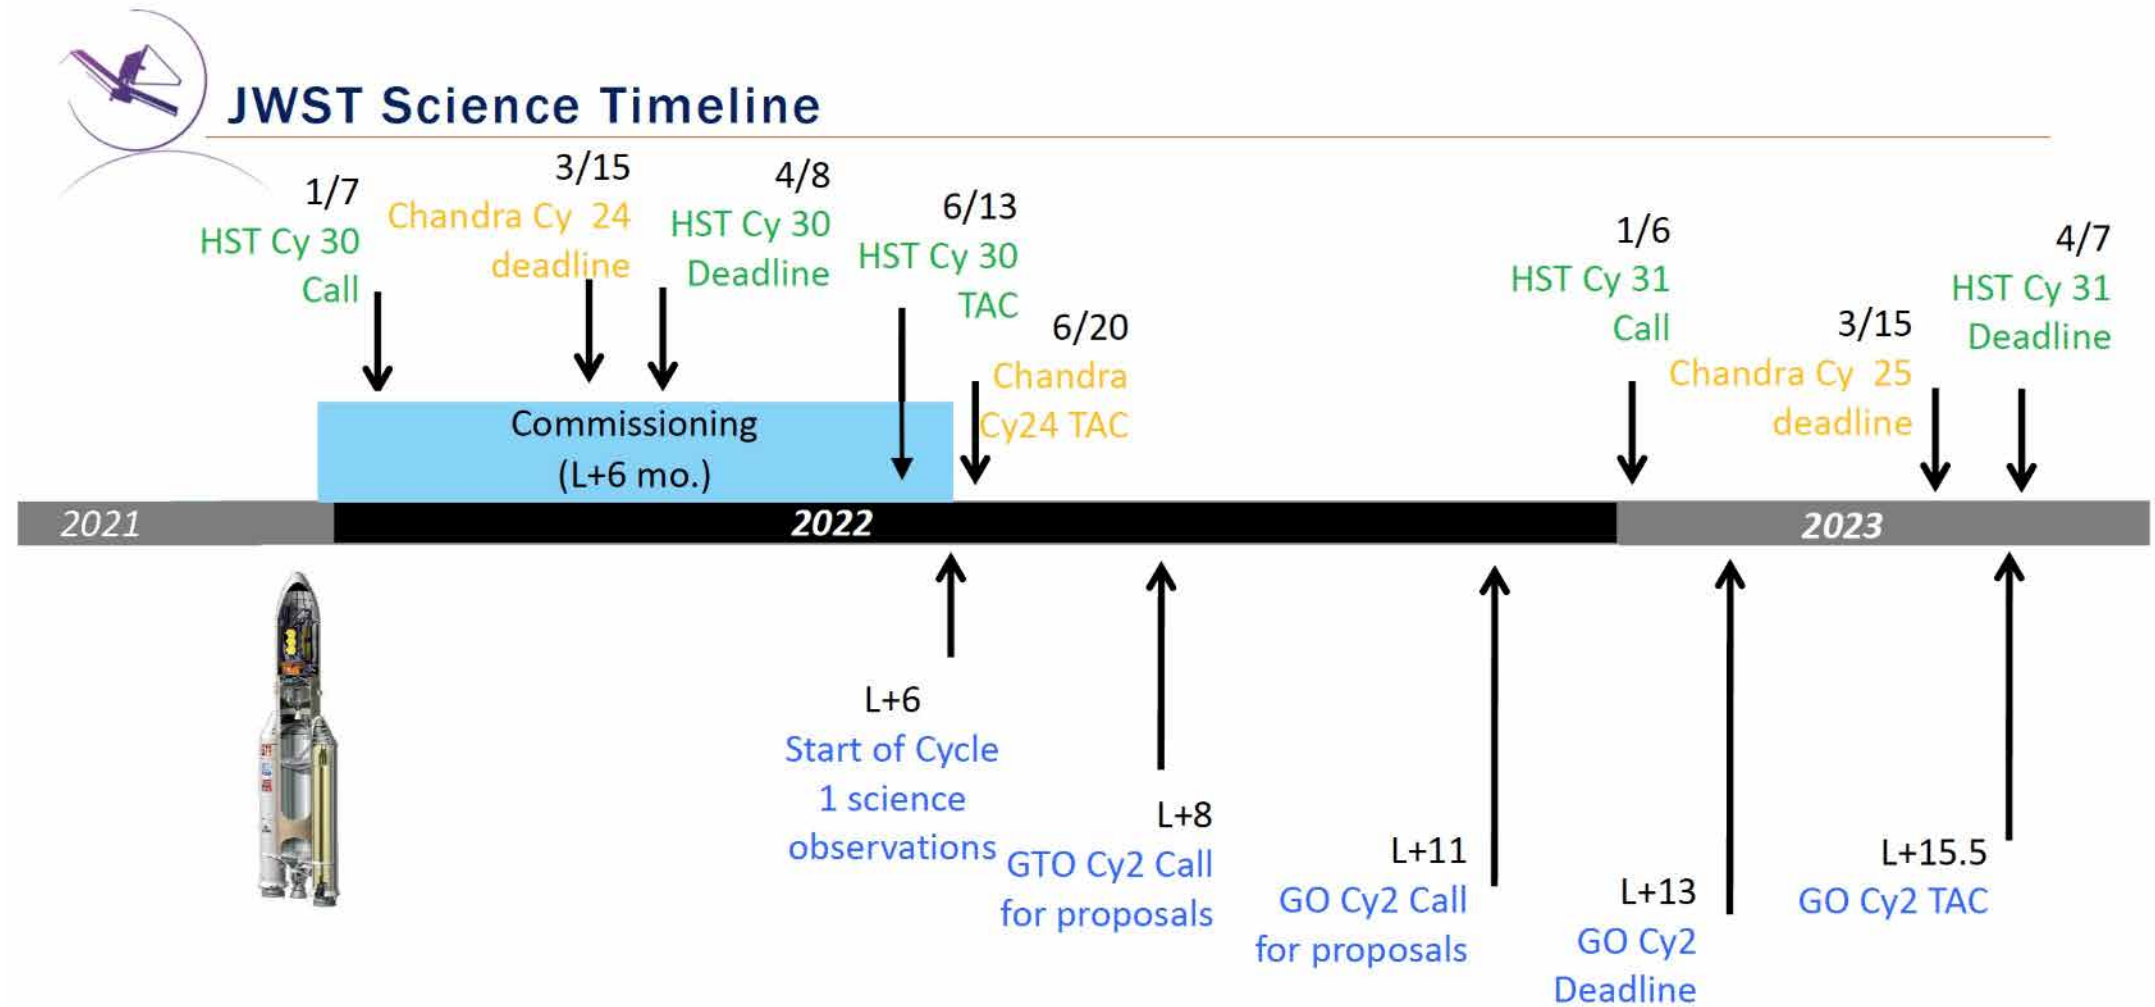 JWST Science Timeline
1/7
HST Cy 30
Call
3/15
Chandra Cy 24
deadline
4/8
HST Cy 30
Deadline
6/13
HST Cy 30
TAC
6/20
Chandra
Cy24 TAC
1/6
HST Cy 31
Call
3/15
Chandra Cy 25
deadline
4/7
HST Cy 31
Deadline
Commissioning
(L+6 mo.)
2021
2022
2023
L+6
Start of Cycle
1 science
observations
L+8
GTO Cy2 Call
for proposals
L+11
GO Cy2 Call
for proposals
L+13
GO Cy2
Deadline
L+15.5
GO Cy2 TAC